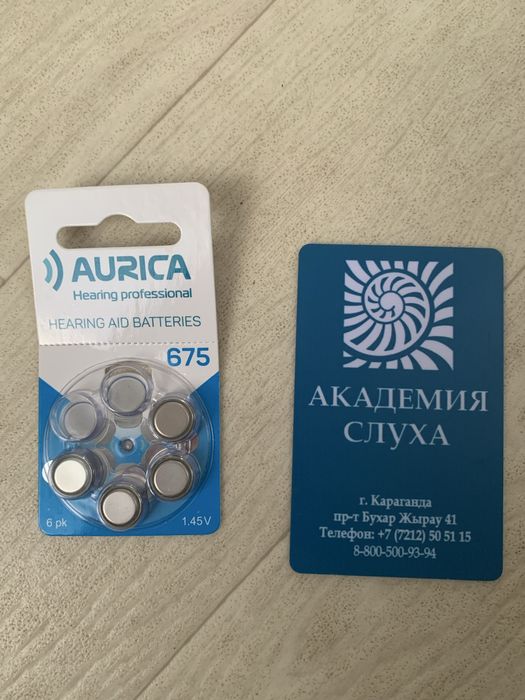 AURICA
Hearing professional
HEARING AID BATTERIES
675
6 pk
1.45V
АКАДЕМИЯ
СЛУХА
г. Караганда
пр-т Бухар Жырау 41
Телефон: +7 (7212) 50 51 15
8-800-500-93-94